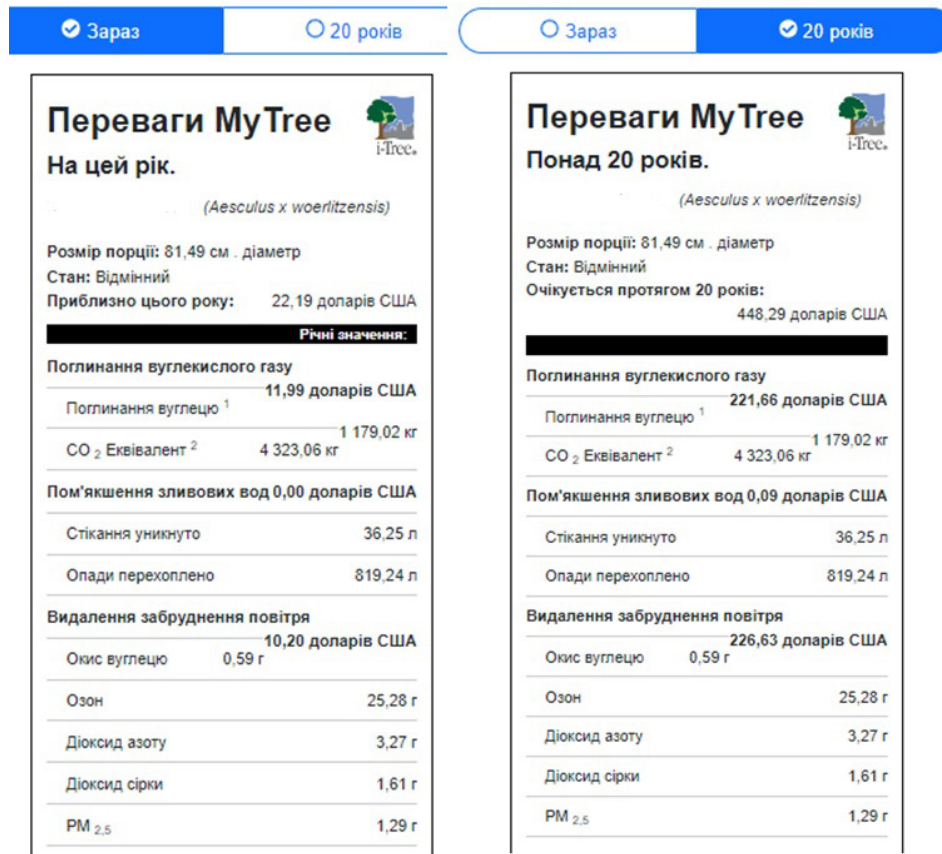 Зараз
20 років
Переваги MyTree
i-Tree®
На цей рік.
(Aesculus x woerlitzensis)
Розмір порції: 81,49 см . діаметр
Стан: Відмінний
Приблизно цього року: 22,19 доларів США
Річні значення:
Поглинання вуглекислого газу
11,99 доларів США
Поглинання вуглецю 1
1 179,02 кг
CO 2 Еквівалент 2 4 323,06 кг
Пом'якшення зливових вод 0,00 доларів США
Стікання уникнуто 36,25 л
Опади перехоплено 819,24 л
Видалення забруднення повітря
10,20 доларів США
Окис вуглецю 0,59 г
Озон 25,28 г
Діоксид азоту 3,27 г
Діоксид сірки 1,61 г
PM 2,5 1,29 г
Зараз
20 років
Переваги MyTree
i-Tree®
Понад 20 років.
(Aesculus x woerlitzensis)
Розмір порції: 81,49 см . діаметр
Стан: Відмінний
Очікується протягом 20 років:
448,29 доларів США
Поглинання вуглекислого газу
221,66 доларів США
Поглинання вуглецю 1
1 179,02 кг
CO 2 Еквівалент 2 4 323,06 кг
Пом'якшення зливових вод 0,09 доларів США
Стікання уникнуто 36,25 л
Опади перехоплено 819,24 л
Видалення забруднення повітря
226,63 доларів США
Окис вуглецю 0,59 г
Озон 25,28 г
Діоксид азоту 3,27 г
Діоксид сірки 1,61 г
PM 2,5 1,29 г